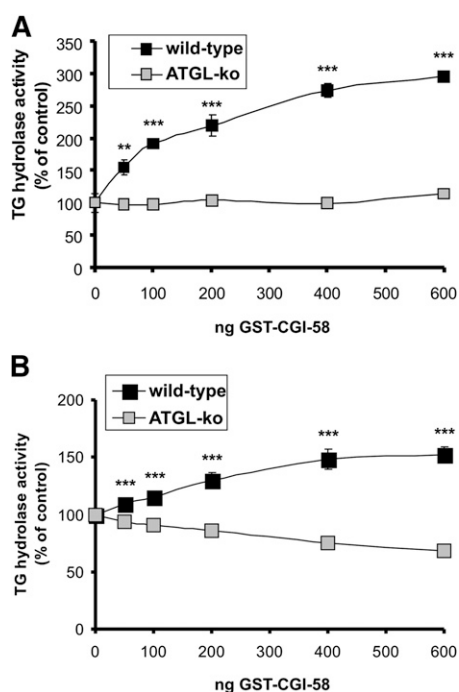 A
wild-type
ATGL-ko
TG hydrolase activity
(% of control)
350
300
250
200
150
100
50
0
**
***
***
***
***
0 100 200 300 400 500 600
ng GST-CGI-58
B
wild-type
ATGL-ko
TG hydrolase activity
(% of control)
200
150
100
50
0
***
***
***
***
***
0 100 200 300 400 500 600
ng GST-CGI-58